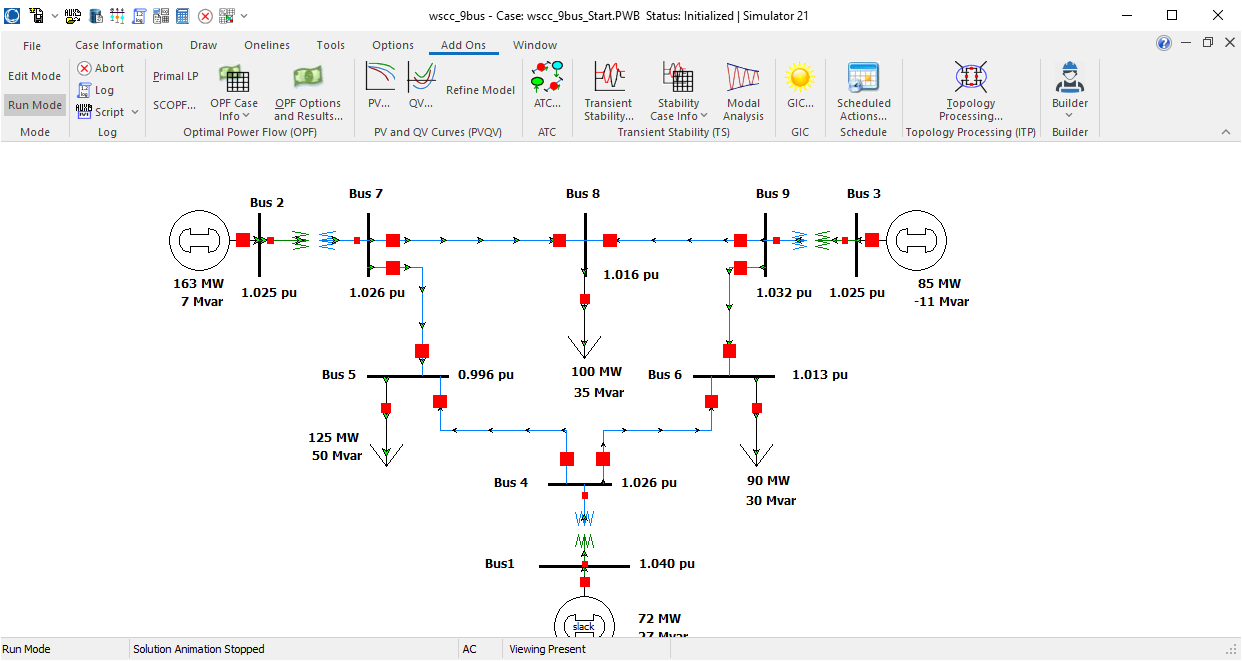 wscc_9bus - Case: wscc_9bus_Start.PWB Status: Initialized | Simulator 21
File Case Information Draw Onelines Tools Options Add Ons Window
Edit Mode
Run Mode
Mode
Abort
Log
Script
Log
Primal LP
SCOPF...
OPF Case
Info
OPF Options
and Results...
Optimal Power Flow (OPF)
PV...
QV...
Refine Model
PV and QV Curves (PVQV)
ATC...
ATC
Transient
Stability...
Stability
Case Info
Modal
Analysis
Transient Stability (TS)
GIC...
GIC
Scheduled
Actions...
Schedule
Topology
Processing...
Topology Processing (ITP)
Builder
Builder
Bus 2
Bus 7
Bus 8
Bus 9
Bus 3
163 MW
7 Mvar
1.025 pu
1.026 pu
1.016 pu
1.032 pu
1.025 pu
85 MW
-11 Mvar
Bus 5
0.996 pu
100 MW
35 Mvar
Bus 6
1.013 pu
125 MW
50 Mvar
90 MW
30 Mvar
Bus 4
1.026 pu
Bus1
1.040 pu
slack
72 MW
27 Mvar
Run Mode
Solution Animation Stopped
AC
Viewing Present